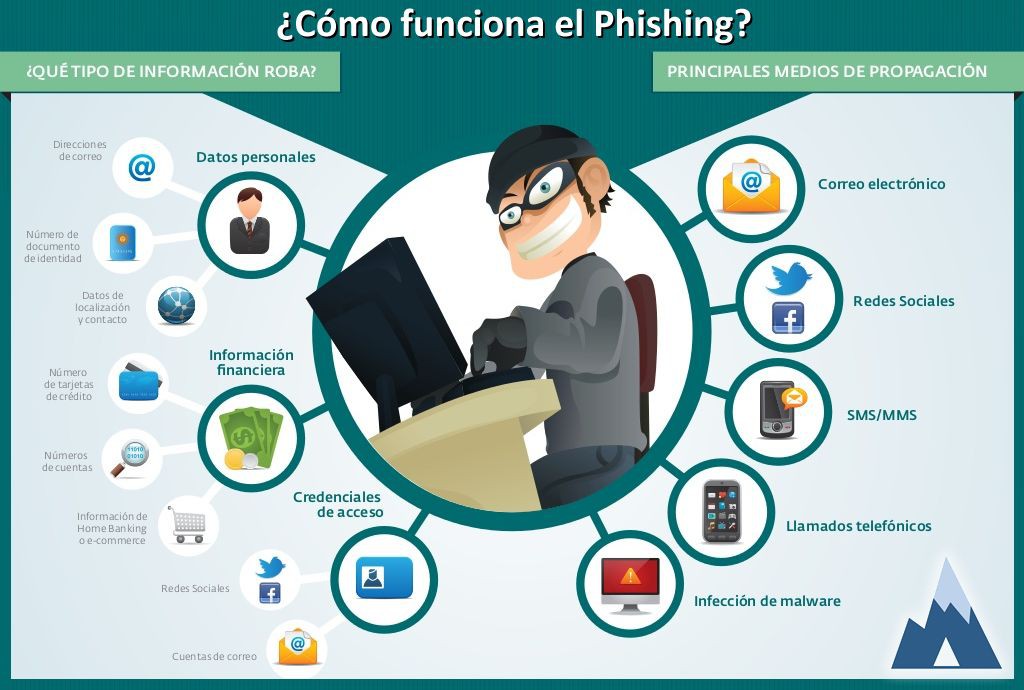 ¿Cómo funciona el Phishing?
¿QUÉ TIPO DE INFORMACIÓN ROBA?
PRINCIPALES MEDIOS DE PROPAGACIÓN
Datos personales
Direcciones
de correo
@
Número de
documento
de identidad
Datos de
localización
y contacto
Información
financiera
Número
de tarjetas
de crédito
Números
de cuentas
11010
01010
Información de
Home Banking
o e-commerce
Credenciales
de acceso
Redes Sociales
f
Cuentas de correo
@
Correo electrónico
@
Redes Sociales
f
SMS/MMS
Llamados telefónicos
Infección de malware